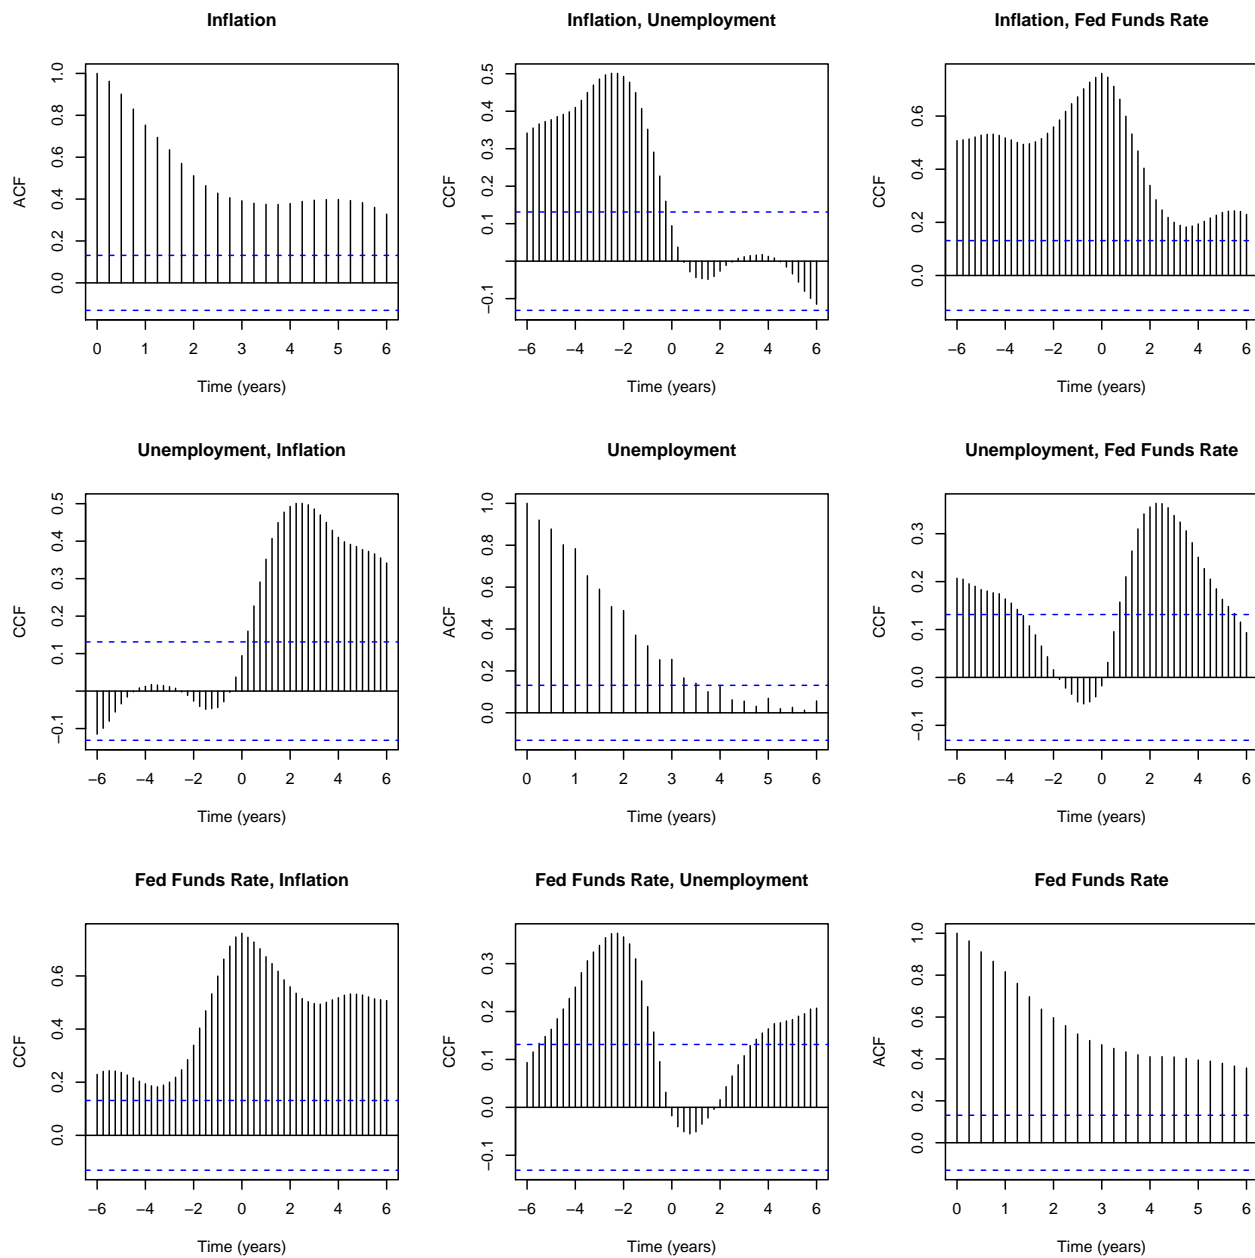 Inflation
ACF
0.0 0.2 0.4 0.6 0.8 1.0
0 1 2 3 4 5 6
Time (years)
Inflation, Unemployment
CCF
−0.1 0.1 0.2 0.3 0.4 0.5
−6 −4 −2 0 2 4 6
Time (years)
Inflation, Fed Funds Rate
CCF
0.0 0.2 0.4 0.6
−6 −4 −2 0 2 4 6
Time (years)
Unemployment, Inflation
CCF
−0.1 0.1 0.2 0.3 0.4 0.5
−6 −4 −2 0 2 4 6
Time (years)
Unemployment
ACF
0.0 0.2 0.4 0.6 0.8 1.0
0 1 2 3 4 5 6
Time (years)
Unemployment, Fed Funds Rate
CCF
−0.1 0.0 0.1 0.2 0.3
−6 −4 −2 0 2 4 6
Time (years)
Fed Funds Rate, Inflation
CCF
0.0 0.2 0.4 0.6
−6 −4 −2 0 2 4 6
Time (years)
Fed Funds Rate, Unemployment
CCF
−0.1 0.0 0.1 0.2 0.3
−6 −4 −2 0 2 4 6
Time (years)
Fed Funds Rate
ACF
0.0 0.2 0.4 0.6 0.8 1.0
0 1 2 3 4 5 6
Time (years)